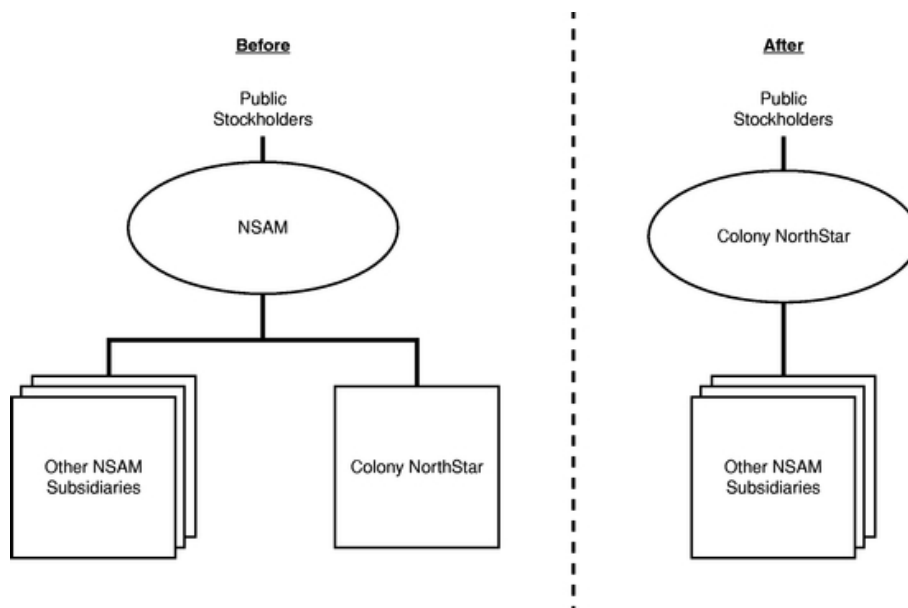 Before
Public
Stockholders
NSAM
Other NSAM
Subsidiaries
Colony NorthStar
After
Public
Stockholders
Colony NorthStar
Other NSAM
Subsidiaries